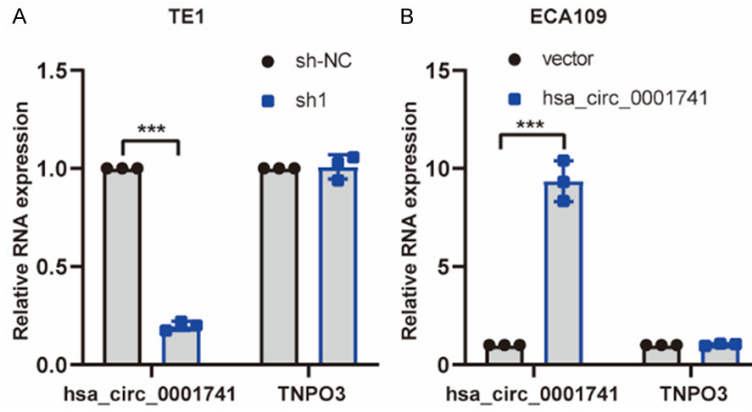 A
TE1
Relative RNA expression
1.5
1.0
0.5
0.0
sh-NC
sh1
***
hsa_circ_0001741
TNPO3
B
ECA109
Relative RNA expression
15
10
5
0
vector
hsa_circ_0001741
***
hsa_circ_0001741
TNPO3